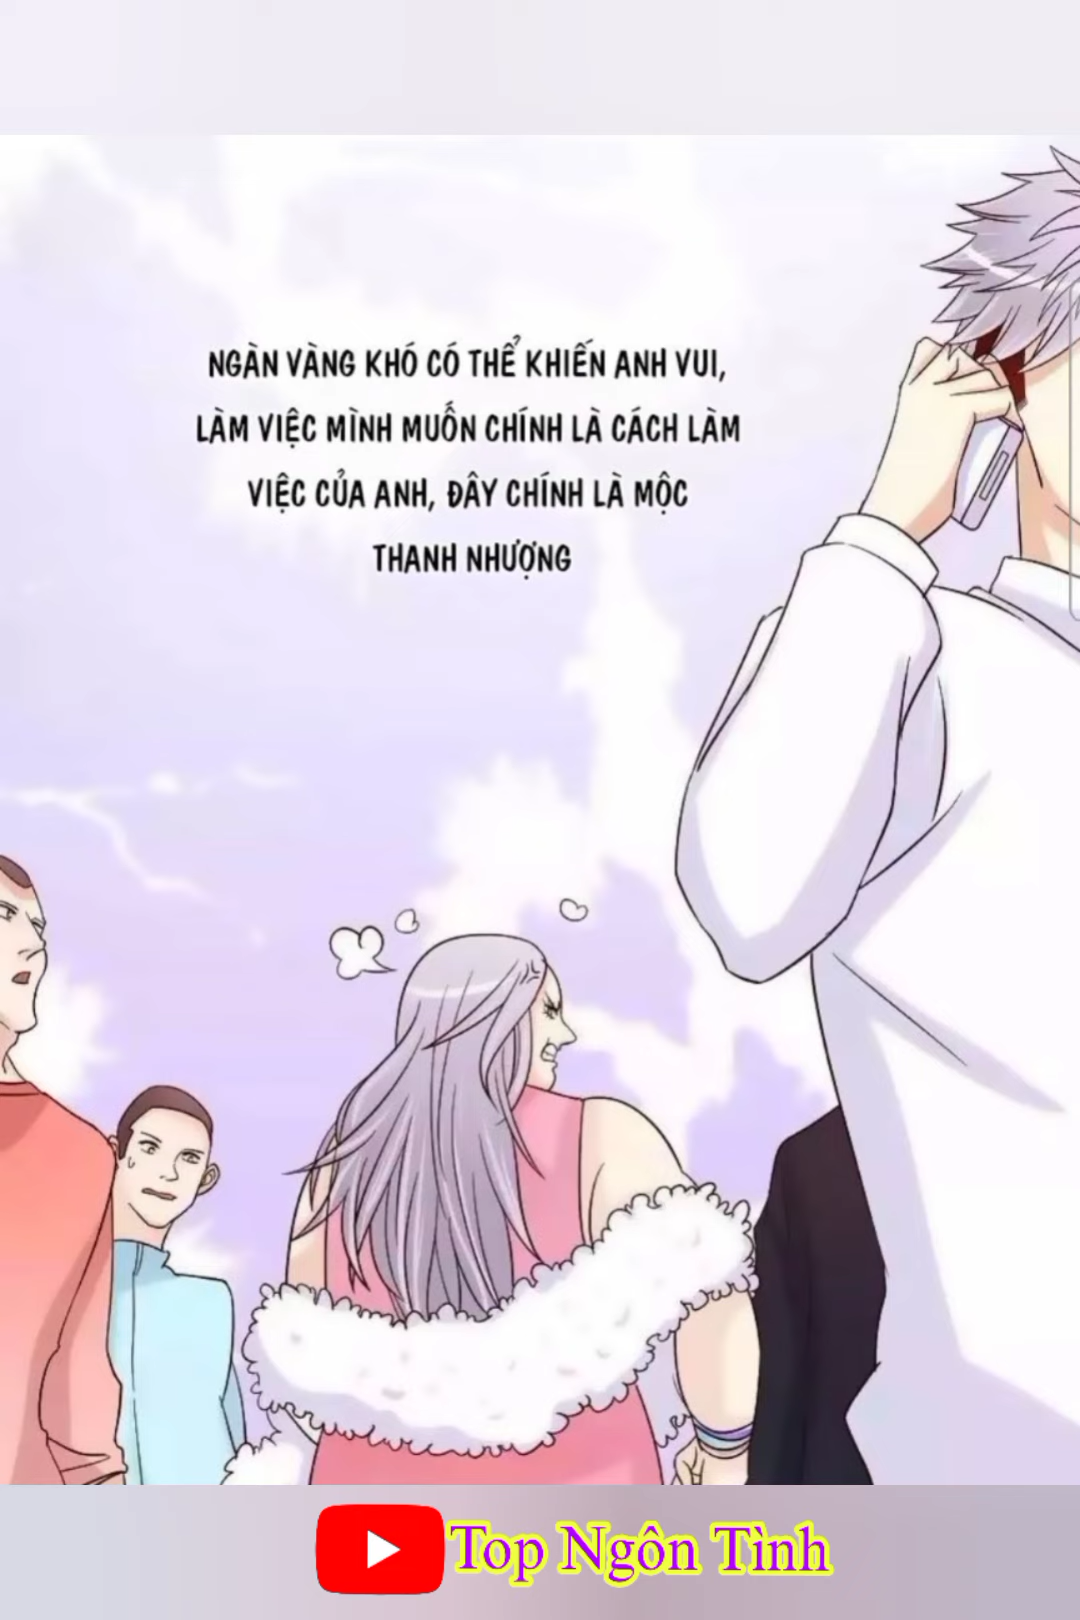 NGÀN VÀNG KHÓ CÓ THỂ KHIẾN ANH VUI,
LÀM VIỆC MÌNH MUỐN CHÍNH LÀ CÁCH LÀM
VIỆC CỦA ANH, ĐÂY CHÍNH LÀ MỘC
THANH NHƯỢNG
Top Ngôn Tình